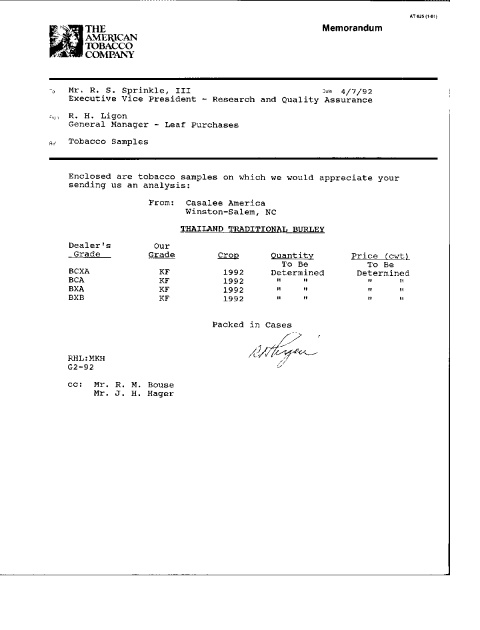 AT-825 (1-91)
THE
AMERICAN
TOBACCO
COMPANY
Memorandum
To Mr. R. S. Sprinkle, III Date 4/7/92
Executive Vice President - Research and Quality Assurance
From R. H. Ligon
General Manager - Leaf Purchases
Re: Tobacco Samples
Enclosed are tobacco samples on which we would appreciate your
sending us an analysis:
From: Casalee America
Winston-Salem, NC
THAILAND TRADITIONAL BURLEY
Dealer's Our
Grade Grade Crop Quantity Price (cwt)
To Be To Be
BCXA KF 1992 Determined Determined
BCA KF 1992 " " " "
BXA KF 1992 " " " "
BXB KF 1992 " " " "
Packed in Cases
RHL:MKH
G2-92
cc: Mr. R. M. Bouse
Mr. J. H. Hager